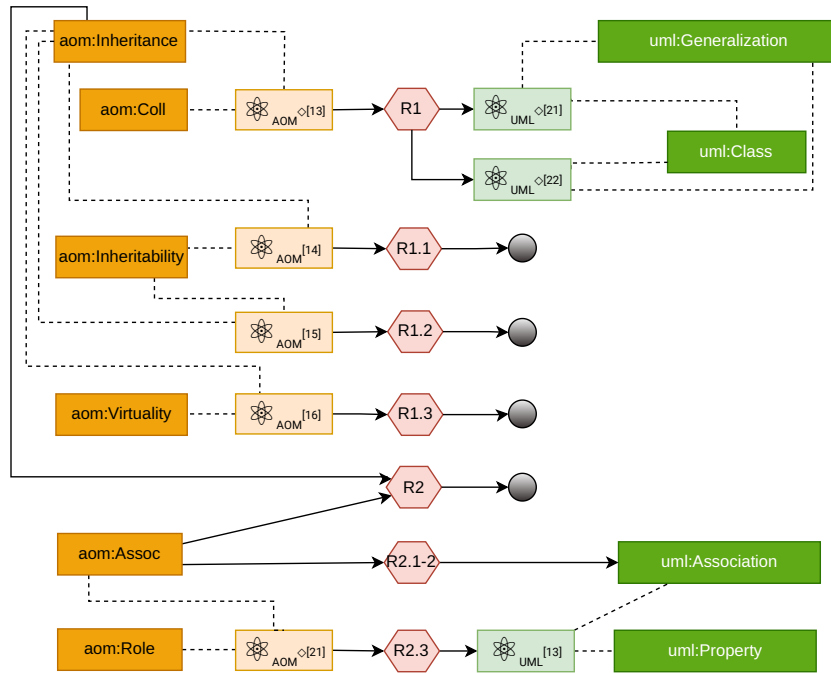 aom:Inheritance
uml:Generalization
aom:Coll
AOM ◇[13]
R1
UML ◇[21]
uml:Class
UML ◇[22]
aom:Inheritability
AOM [14]
R1.1
AOM [15]
R1.2
aom:Virtuality
AOM [16]
R1.3
R2
aom:Assoc
R2.1-2
uml:Association
aom:Role
AOM ◇[21]
R2.3
UML [13]
uml:Property